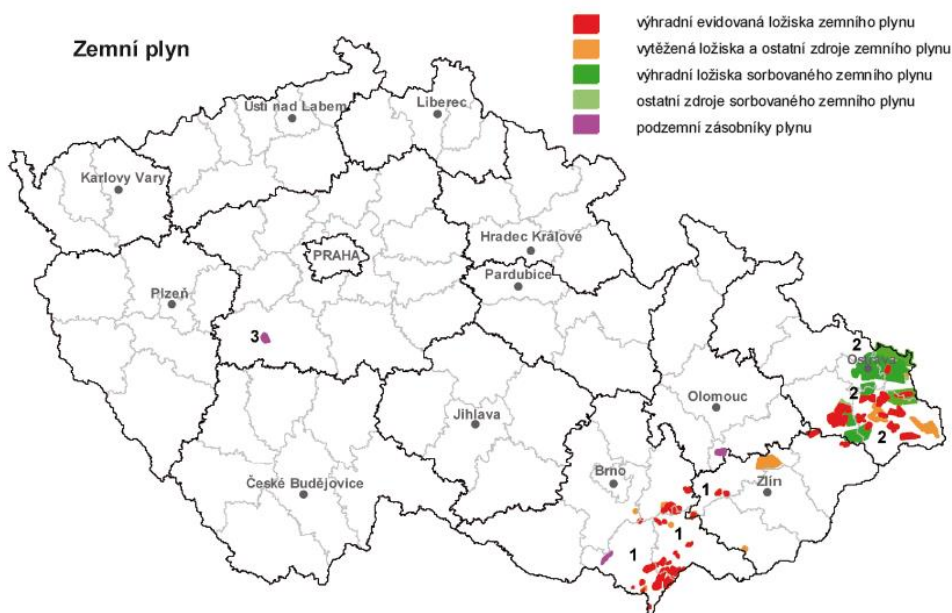 Zemní plyn
výhradní evidovaná ložiska zemního plynu
vytěžená ložiska a ostatní zdroje zemního plynu
výhradní ložiska sorbovaného zemního plynu
ostatní zdroje sorbovaného zemního plynu
podzemní zásobníky plynu
Ústí nad Labem
Liberec
Karlovy Vary
Hradec Králové
PRAHA
Pardubice
Plzeň
3
2
Ostrava
2
Olomouc
Jihlava
2
Brno
České Budějovice
1
Zlín
1
1